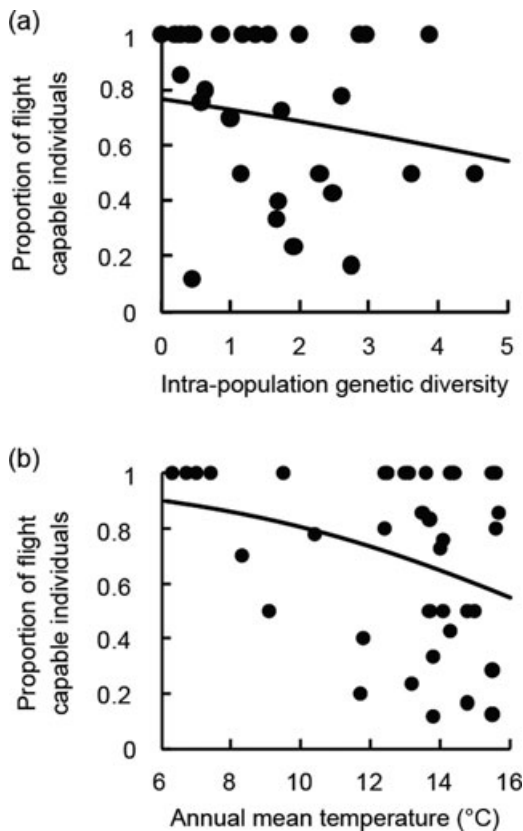 (a)
Proportion of flight
capable individuals
1
0.8
0.6
0.4
0.2
0
0 1 2 3 4 5
Intra-population genetic diversity
(b)
Proportion of flight
capable individuals
1
0.8
0.6
0.4
0.2
0
6 8 10 12 14 16
Annual mean temperature (°C)